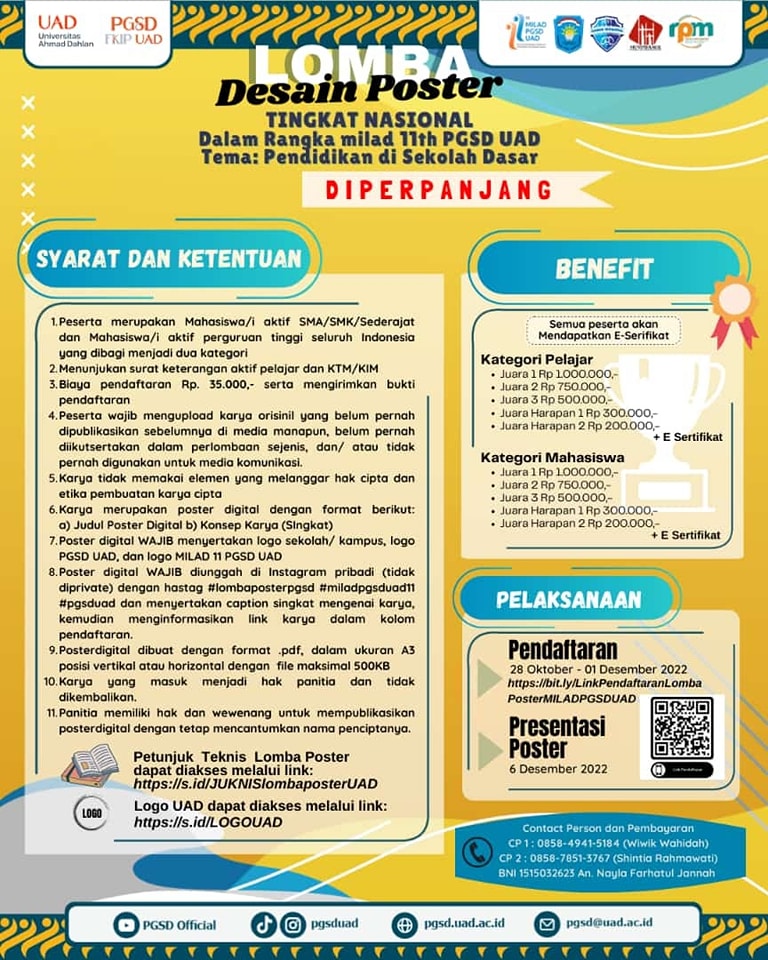 UAD
Universitas
Ahmad Dahlan
PGSD
FKIP UAD
MILAD
PGSD
UAD
rpm
LOMBA
Desain Poster
TINGKAT NASIONAL
Dalam Rangka milad 11th PGSD UAD
Tema: Pendidikan di Sekolah Dasar
DIPERPANJANG
SYARAT DAN KETENTUAN
1. Peserta merupakan Mahasiswa/i aktif SMA/SMK/Sederajat
dan Mahasiswa/i aktif perguruan tinggi seluruh Indonesia
yang dibagi menjadi dua kategori
2. Menunjukan surat keterangan aktif pelajar dan KTM/KIM
3. Biaya pendaftaran Rp. 35.000,- serta mengirimkan bukti
pendaftaran
4. Peserta wajib mengupload karya orisinil yang belum pernah
dipublikasikan sebelumnya di media manapun, belum pernah
diikutsertakan dalam perlombaan sejenis, dan/ atau tidak
pernah digunakan untuk media komunikasi.
5. Karya tidak memakai elemen yang melanggar hak cipta dan
etika pembuatan karya cipta
6. Karya merupakan poster digital dengan format berikut:
a) Judul Poster Digital b) Konsep Karya (SIngkat)
7. Poster digital WAJIB menyertakan logo sekolah/ kampus, logo
PGSD UAD, dan logo MILAD 11 PGSD UAD
8. Poster digital WAJIB diunggah di Instagram pribadi (tidak
diprivate) dengan hastag #lombaposterpgsd #miladpgsduad11
#pgsduad dan menyertakan caption singkat mengenai karya,
kemudian menginformasikan link karya dalam kolom
pendaftaran.
9. Posterdigital dibuat dengan format .pdf, dalam ukuran A3
posisi vertikal atau horizontal dengan file maksimal 500KB
10. Karya yang masuk menjadi hak panitia dan tidak
dikembalikan.
11. Panitia memiliki hak dan wewenang untuk mempublikasikan
posterdigital dengan tetap mencantumkan nama penciptanya.
Petunjuk Teknis Lomba Poster
dapat diakses melalui link:
https://s.id/JUKNISlombaposterUAD
LOGO
Logo UAD dapat diakses melalui link:
https://s.id/LOGOUAD
BENEFIT
Semua peserta akan
Mendapatkan E-Serifikat
Kategori Pelajar
• Juara 1 Rp 1.000.000,-
• Juara 2 Rp 750.000,-
• Juara 3 Rp 500.000,-
• Juara Harapan 1 Rp 300.000,-
• Juara Harapan 2 Rp 200.000,-
+ E Sertifikat
Kategori Mahasiswa
• Juara 1 Rp 1.000.000,-
• Juara 2 Rp 750.000,-
• Juara 3 Rp 500.000,-
• Juara Harapan 1 Rp 300.000,-
• Juara Harapan 2 Rp 200.000,-
+ E Sertifikat
PELAKSANAAN
Pendaftaran
28 Oktober - 01 Desember 2022
https://bit.ly/LinkPendaftaranLomba
PosterMILADPGSDUAD
Presentasi
Poster
6 Desember 2022
Link Pendaftaran
Contact Person dan Pembayaran
CP 1 : 0858-4941-5184 (Wiwik Wahidah)
CP 2 : 0858-7851-3767 (Shintia Rahmawati)
BNI 1515032623 An. Nayla Farhatul Jannah
PGSD Official
pgsduad
pgsd.uad.ac.id
pgsd@uad.ac.id